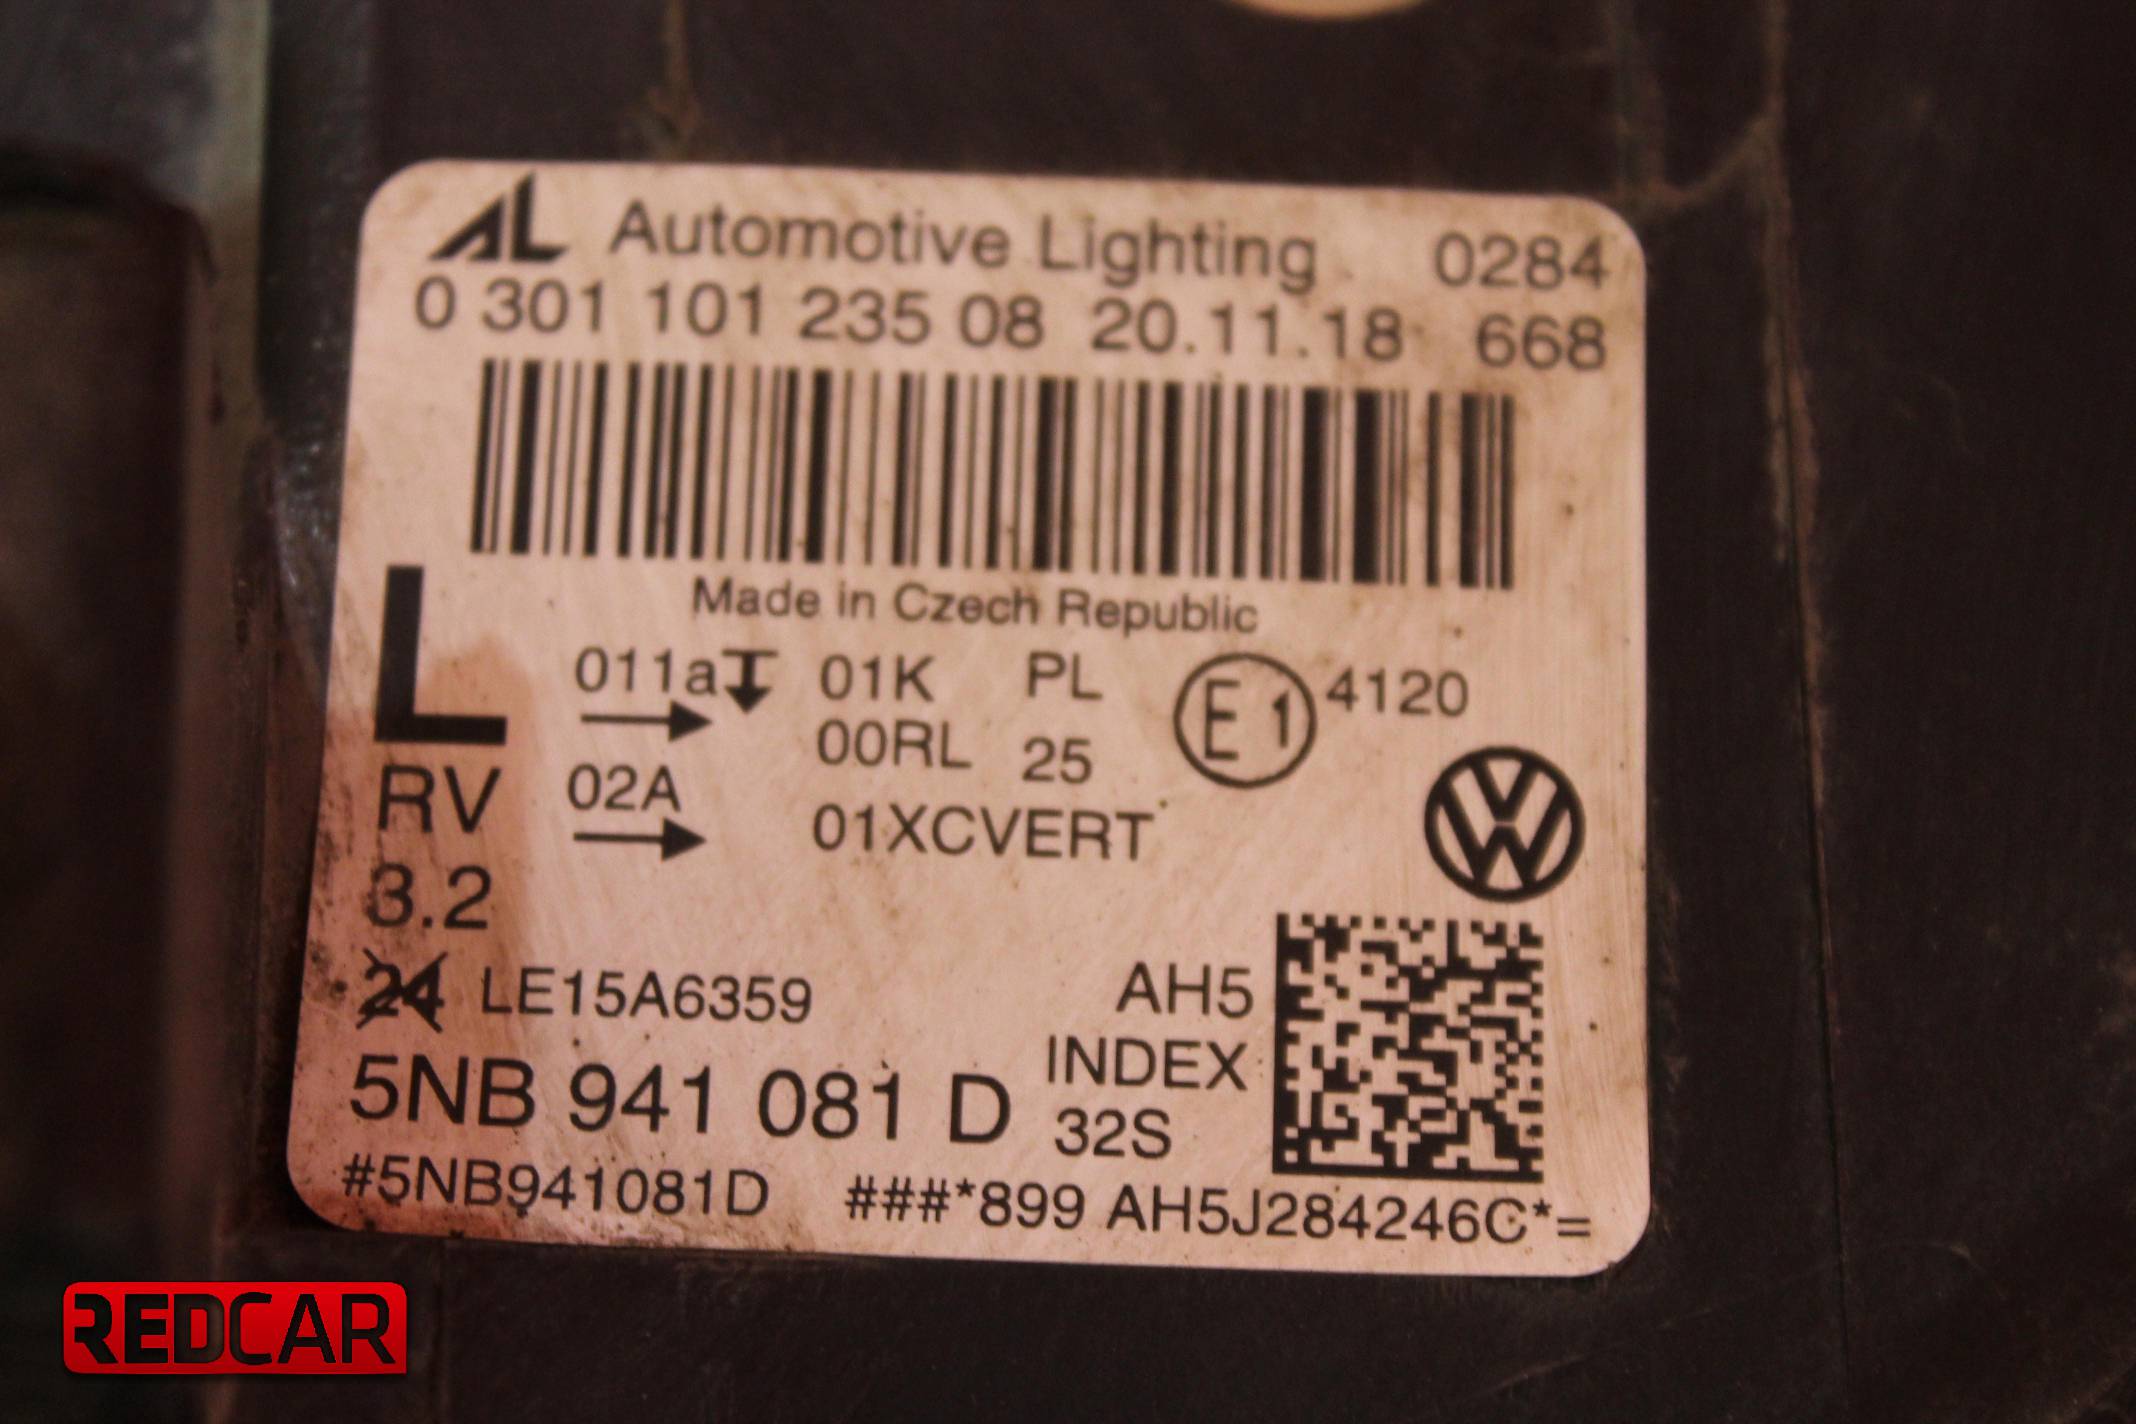 AL Automotive Lighting 0284
0 301 101 235 08 20.11.18 668
Made in Czech Republic
L
011a 01K PL E1 4120
00RL 25
RV 02A 01XCVERT
3.2
24 LE15A6359 AH5
INDEX
5NB 941 081 D 32S
#5NB941081D ###*899 AH5J284246C*=
REDCAR